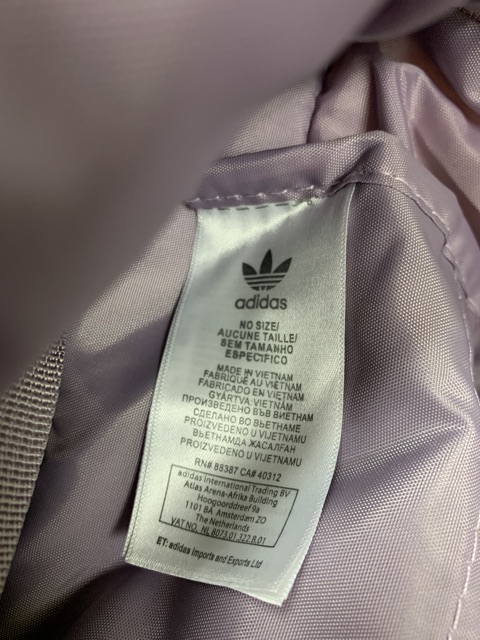 adidas
NO SIZE/
AUCUNE TAILLE/
SEM TAMANHO
ESPECÍFICO
MADE IN VIETNAM
FABRIQUÉ AU VIETNAM
FABRICADO EN VIETNAM
GYÁRTVA:VIETNÁM
ПРОИЗВЕДЕНО ВЪВ ВИЕТНАМ
СДЕЛАНО ВО ВЬЕТНАМЕ
PROIZVEDENO U VIJETNAMU
ВЬЕТНАМДА ЖАСАЛҒАН
PROIZVEDENO U VIJETNAMU
RN# 88387 CA# 40312
adidas International Trading BV
Atlas Arena-Afrika Building
Hoogoorddreef 9a
1101 BA Amsterdam ZO
The Netherlands
VAT NO. NL 8073.01.322.B.01
ET: adidas Imports and Exports Ltd